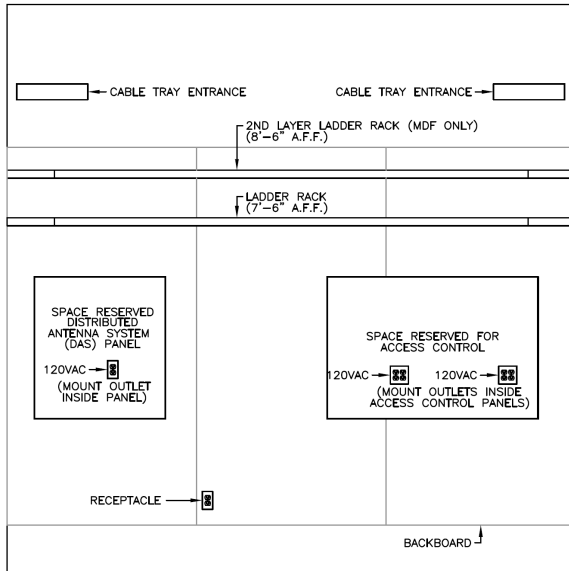 CABLE TRAY ENTRANCE
CABLE TRAY ENTRANCE
2ND LAYER LADDER RACK (MDF ONLY)
(8'-6" A.F.F.)
LADDER RACK
(7'-6" A.F.F.)
SPACE RESERVED
DISTRIBUTED
ANTENNA SYSTEM
(DAS) PANEL
120VAC
(MOUNT OUTLET
INSIDE PANEL)
SPACE RESERVED FOR
ACCESS CONTROL
120VAC
120VAC
(MOUNT OUTLETS INSIDE
ACCESS CONTROL PANELS)
RECEPTACLE
BACKBOARD